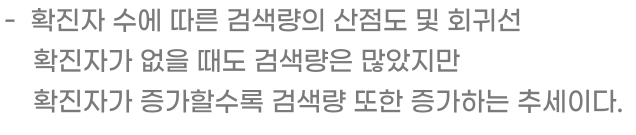 - 확진자 수에 따른 검색량의 산점도 및 회귀선
확진자가 없을 때도 검색량은 많았지만
확진자가 증가할수록 검색량 또한 증가하는 추세이다.